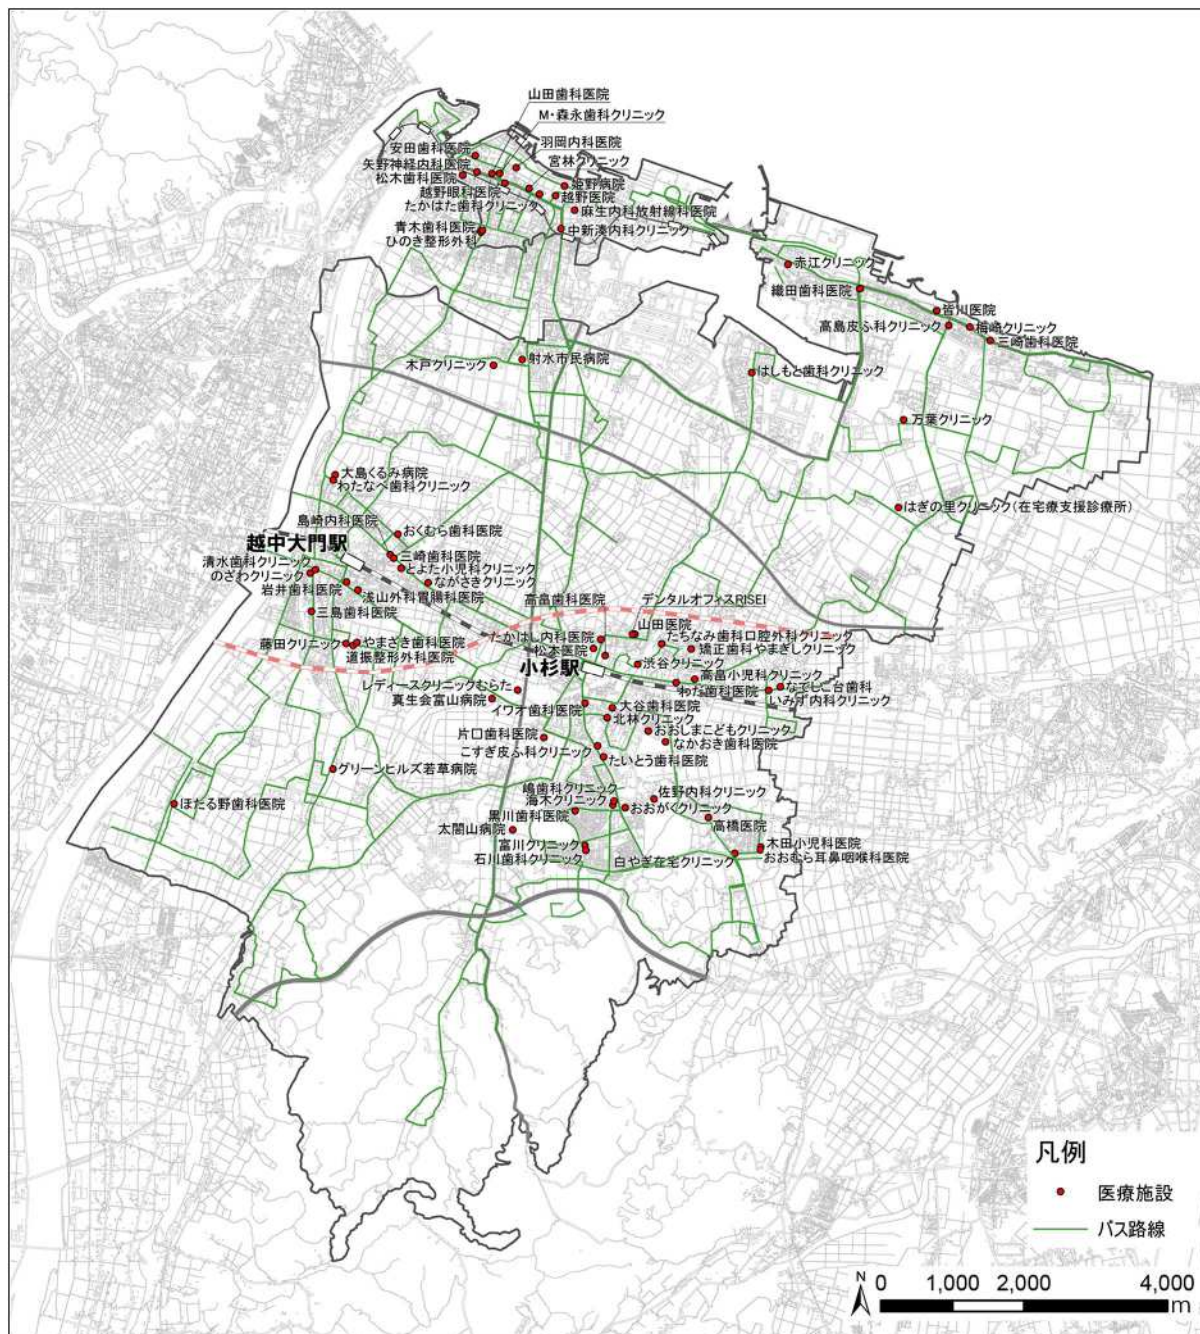 山田歯科医院
M・森永歯科クリニック
羽岡内科医院
安田歯科医院
宮林クリニック
矢野神経内科医院
松木歯科医院
姫野病院
越野眼科医院
越野医院
たかはた歯科クリニック
麻生内科放射線科医院
青木歯科医院
中新湊内科クリニック
ひのき整形外科
赤江クリニック
織田歯科医院
皆川医院
高島皮ふ科クリニック
楢崎クリニック
三崎歯科医院
射水市民病院
木戸クリニック
はしもと歯科クリニック
万葉クリニック
大島くるみ病院
わたなべ歯科クリニック
はぎの里クリニック(在宅療支援診療所)
島崎内科医院
おくむら歯科医院
越中大門駅
三崎歯科医院
清水歯科クリニック
とよた小児科クリニック
のざわクリニック
岩井歯科医院
ながさきクリニック
浅山外科胃腸科医院
高畠歯科医院
デンタルオフィスRISEI
三島歯科医院
山田医院
たかはし内科医院
たちなみ歯科口腔外科クリニック
藤田クリニック
やまざき歯科医院
松本医院
矯正歯科やまぎしクリニック
道振整形外科医院
小杉駅
渋谷クリニック
高畠小児科クリニック
レディースクリニックむらた
わた歯科医院
なでしこ台歯科
真生会富山病院
いみず内科クリニック
イワオ歯科医院
大谷歯科医院
北林クリニック
おおしまこどもクリニック
片口歯科医院
なかおき歯科医院
こすぎ皮ふ科クリニック
たいとう歯科医院
グリーンヒルズ若草病院
嶋歯科クリニック
佐野内科クリニック
ほたる野歯科医院
海木クリニック
おおがくクリニック
黒川歯科医院
高橋医院
太閤山病院
富川クリニック
木田小児科医院
石川歯科クリニック
白やぎ在宅クリニック
おおむら耳鼻咽喉科医院
凡例
医療施設
バス路線
N
0 1,000 2,000 4,000
m